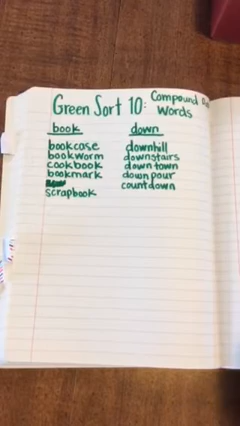 Green Sort 10: Compound
Words
book down
bookcase downhill
bookworm downstairs
cookbook downtown
bookmark downpour
countdown
scrapbook